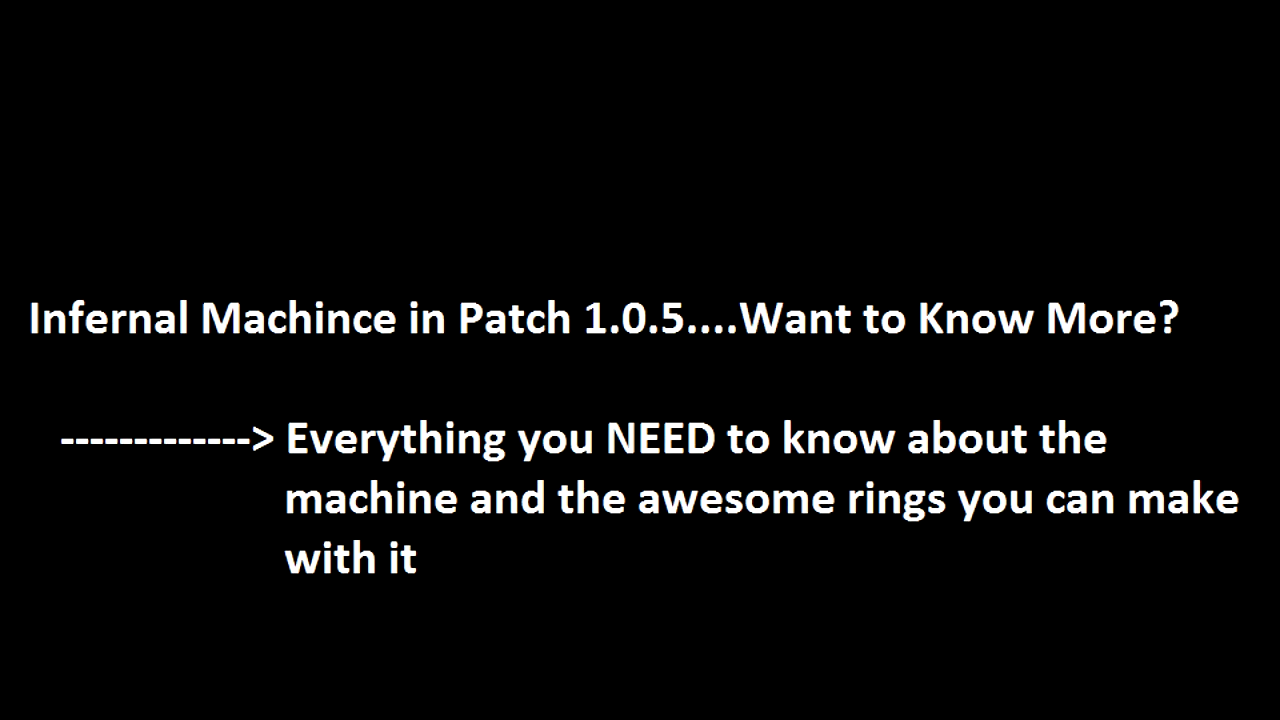 Infernal Machince in Patch 1.0.5....Want to Know More?
-------------> Everything you NEED to know about the
machine and the awesome rings you can make
with it